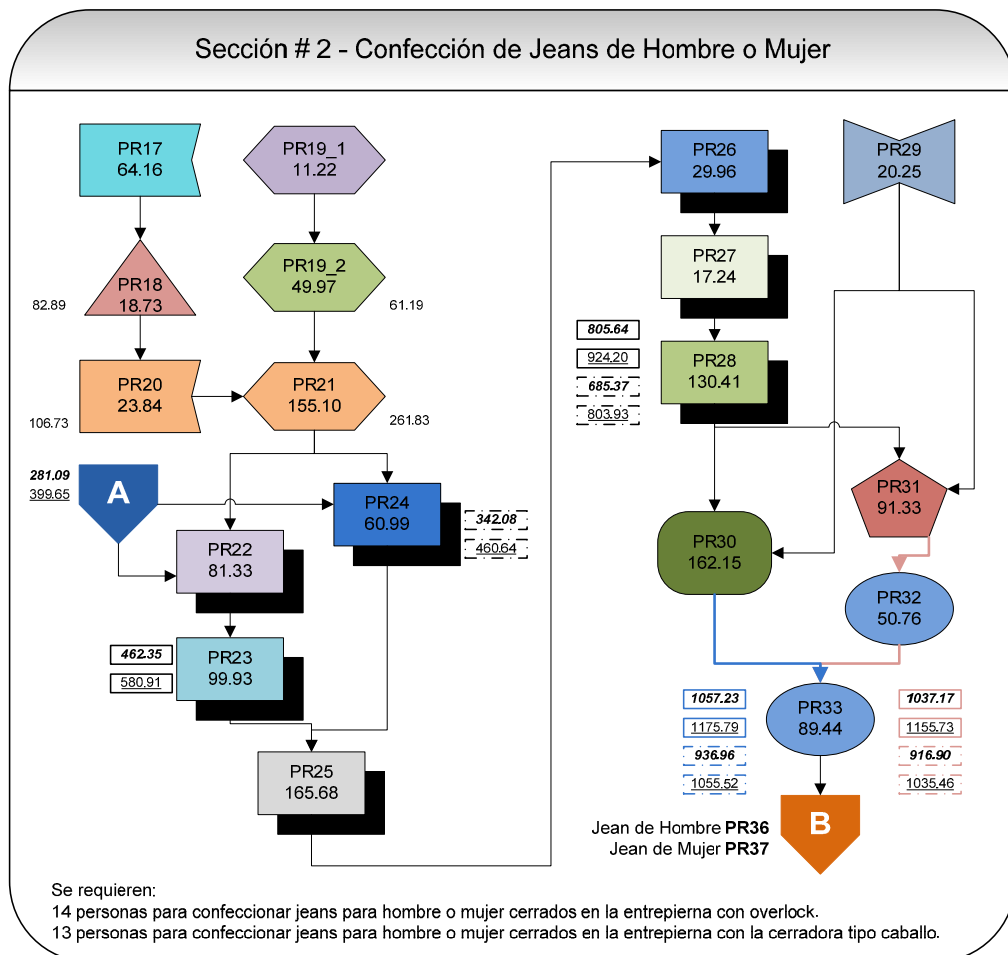 Sección # 2 - Confección de Jeans de Hombre o Mujer
PR17
64.16
PR19_1
11.22
PR18
18.73
82.89
PR19_2
49.97
61.19
PR20
23.84
106.73
PR21
155.10
261.83
281.09
399.65
A
PR24
60.99
342.08
460.64
PR22
81.33
PR23
99.93
462.35
580.91
PR25
165.68
PR26
29.96
PR29
20.25
PR27
17.24
805.64
924.20
685.37
803.93
PR28
130.41
PR31
91.33
PR30
162.15
PR32
50.76
PR33
89.44
1057.23
1175.79
936.96
1055.52
1037.17
1155.73
916.90
1035.46
B
Jean de Hombre PR36
Jean de Mujer PR37
Se requieren:
14 personas para confeccionar jeans para hombre o mujer cerrados en la entrepierna con overlock.
13 personas para confeccionar jeans para hombre o mujer cerrados en la entrepierna con la cerradora tipo caballo.